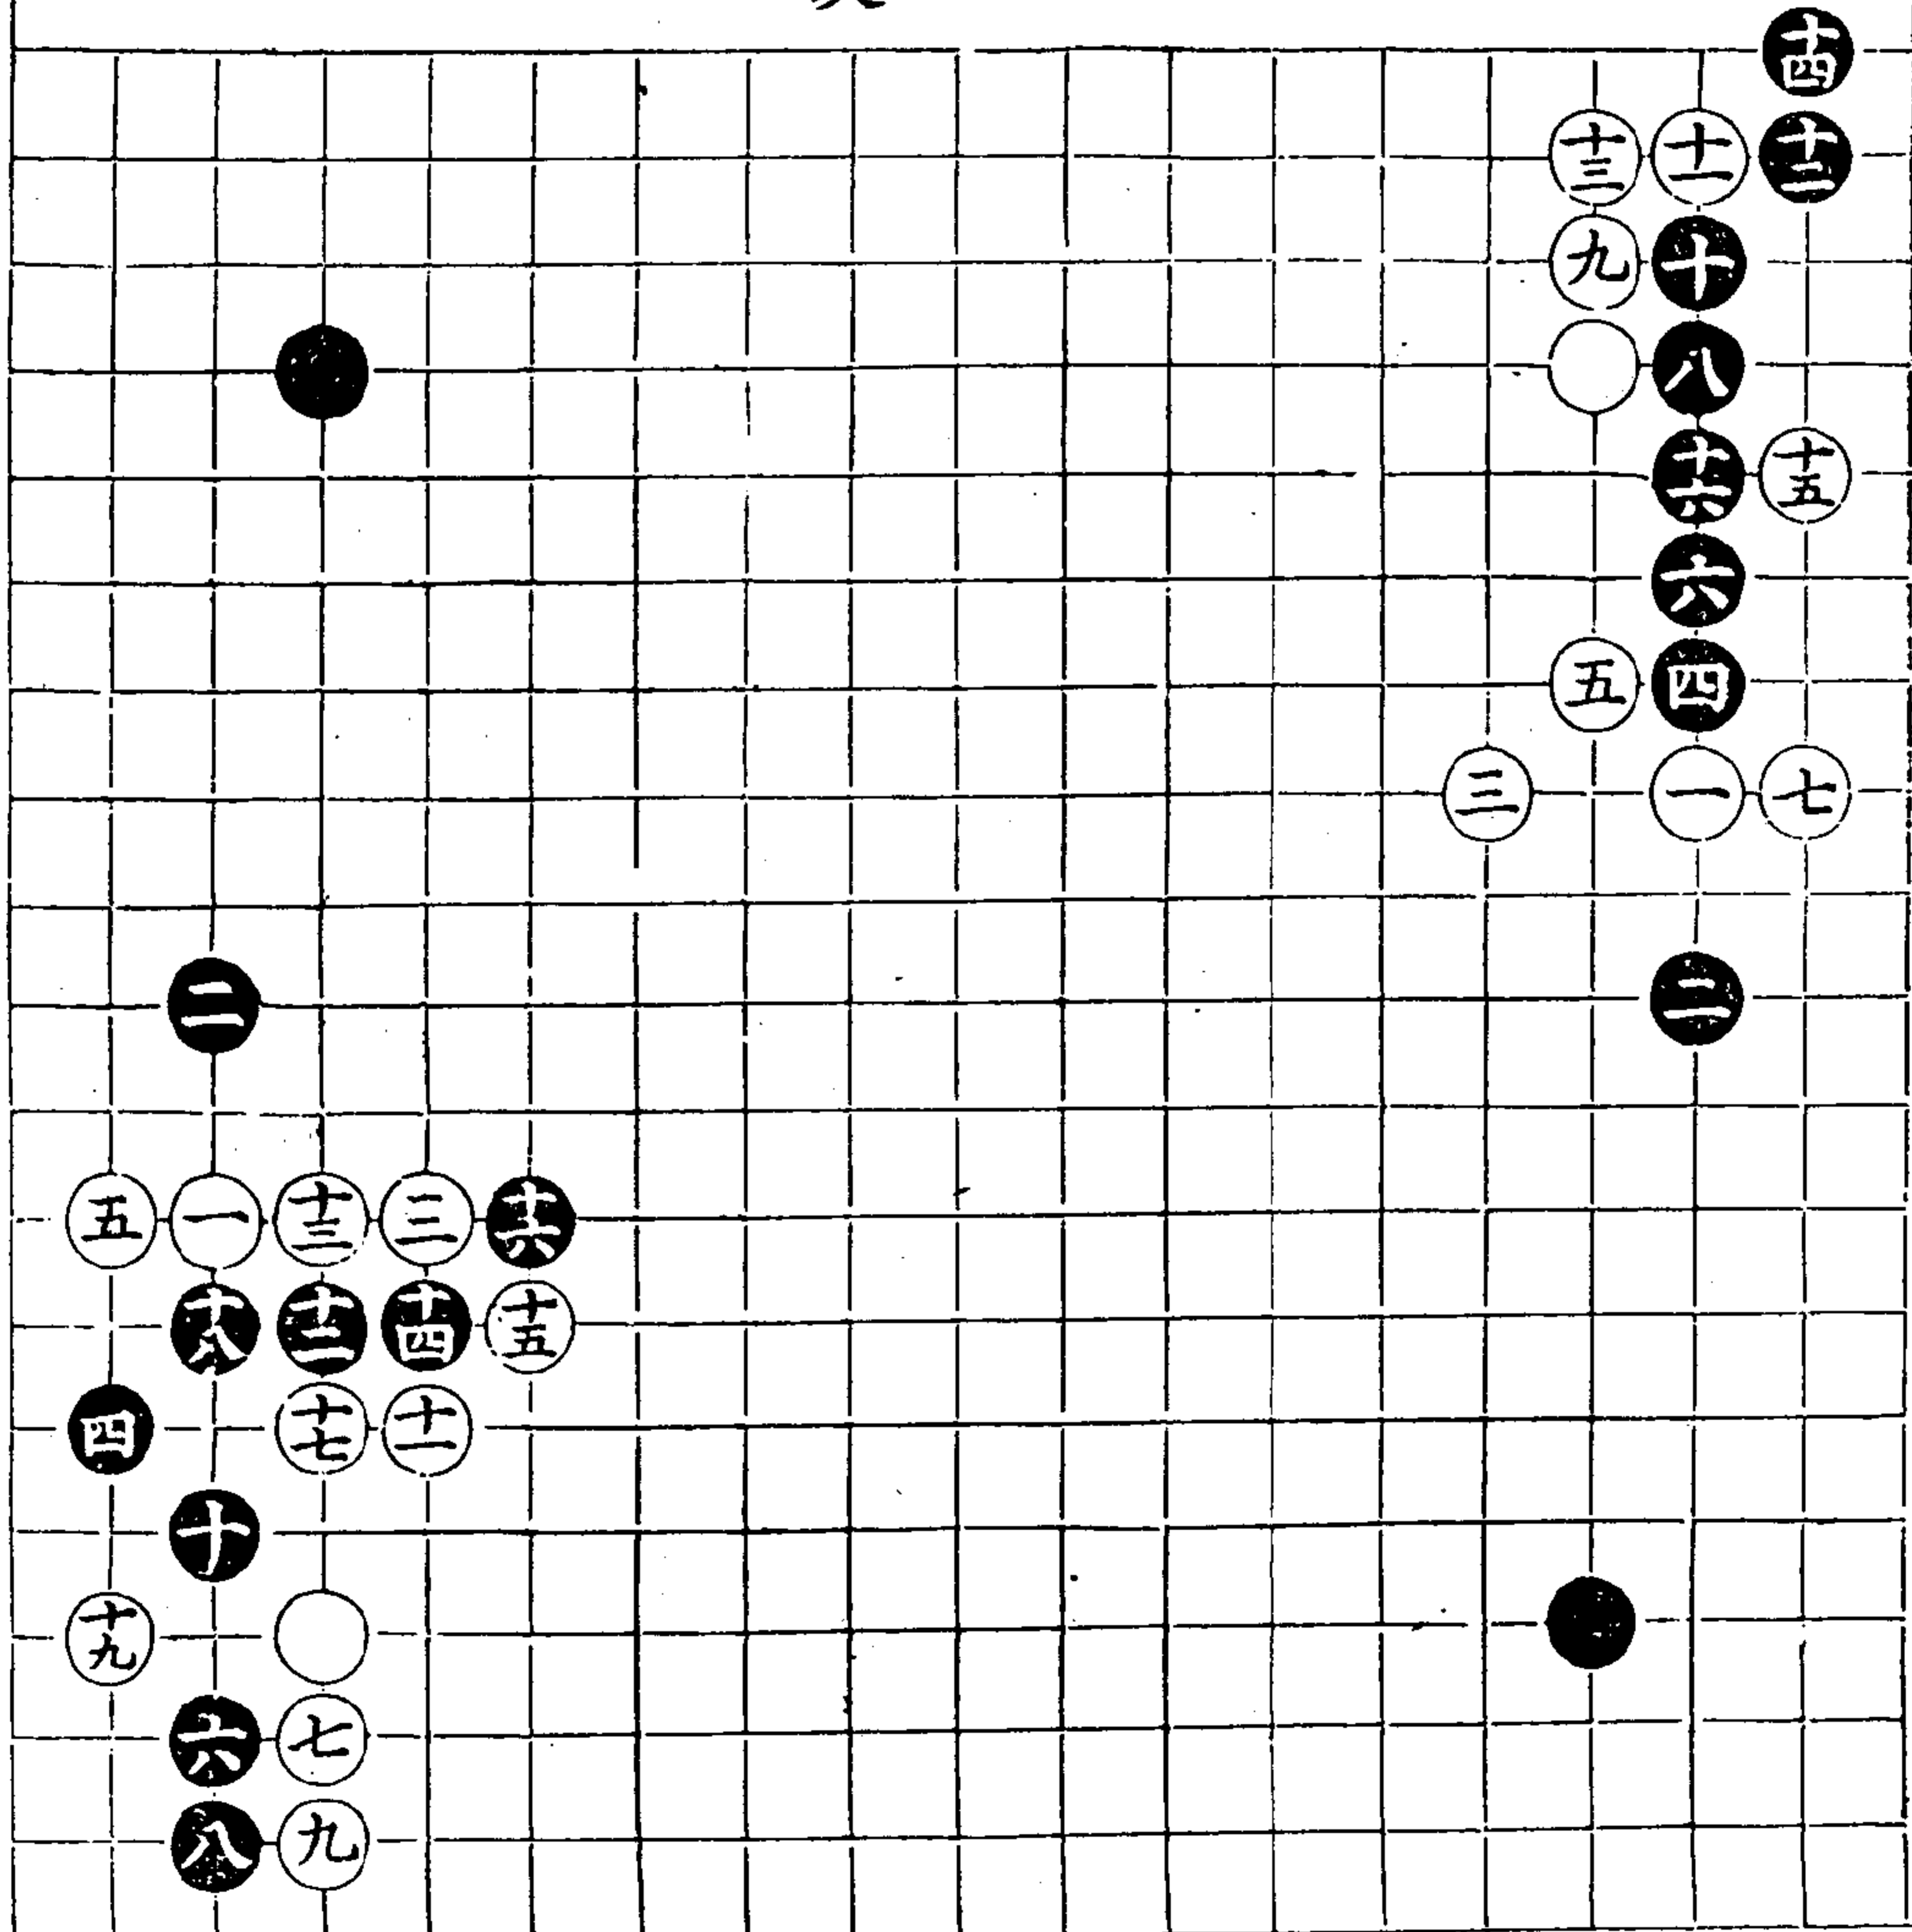 十四
十三 十一 十二
九 十
八
十六 十五
六
五 四
三 一 七
二 二
五 一 十三 三 十六
十八 十二 十四 十五
四 十七 十一
十
十九
六 七
八 九